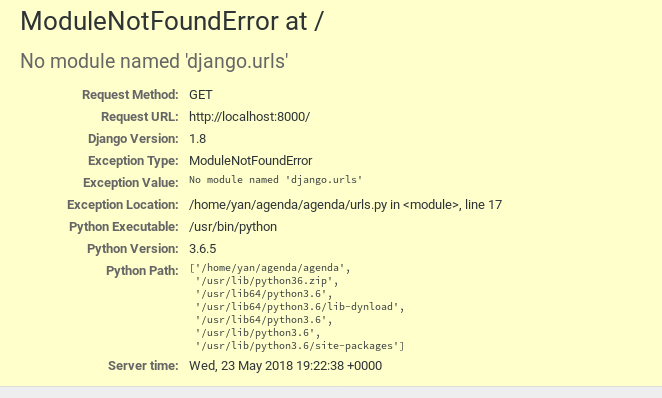 ModuleNotFoundError at /
No module named 'django.urls'
Request Method: GET
Request URL: http://localhost:8000/
Django Version: 1.8
Exception Type: ModuleNotFoundError
Exception Value: No module named 'django.urls'
Exception Location: /home/yan/agenda/agenda/urls.py in <module>, line 17
Python Executable: /usr/bin/python
Python Version: 3.6.5
Python Path: ['/home/yan/agenda/agenda',
'/usr/lib/python36.zip',
'/usr/lib64/python3.6',
'/usr/lib64/python3.6/lib-dynload',
'/usr/lib64/python3.6',
'/usr/lib/python3.6',
'/usr/lib/python3.6/site-packages']
Server time: Wed, 23 May 2018 19:22:38 +0000